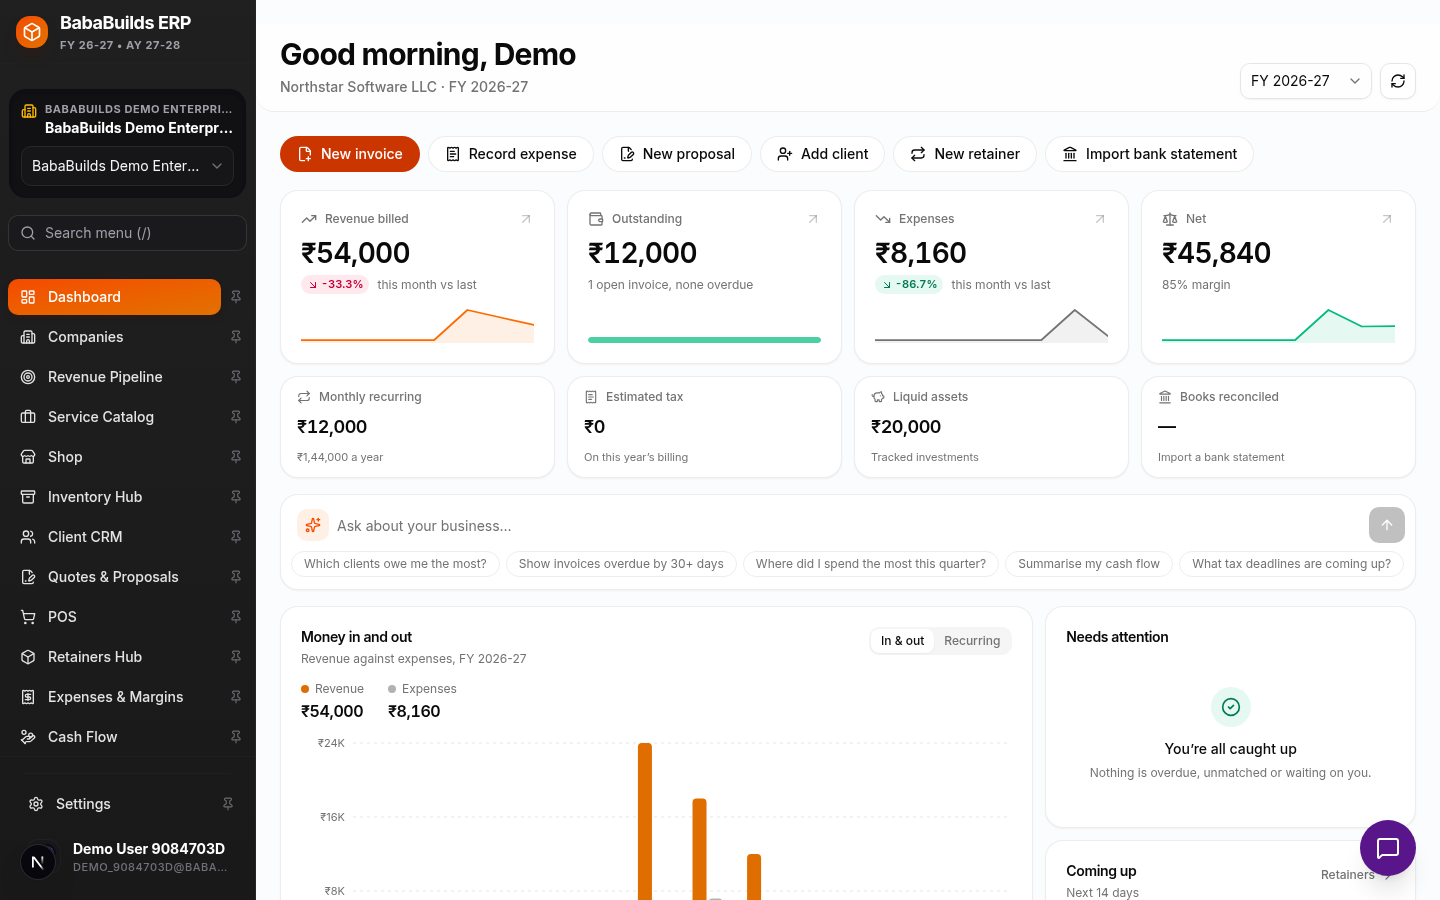 BabaBuilds ERP
FY 26-27 • AY 27-28
BABABUILDS DEMO ENTERPRI...
BabaBuilds Demo Enterpr...
BabaBuilds Demo Enter...
Search menu (/)
Dashboard
Companies
Revenue Pipeline
Service Catalog
Shop
Inventory Hub
Client CRM
Quotes & Proposals
POS
Retainers Hub
Expenses & Margins
Cash Flow
Settings
N
Demo User 9084703D
DEMO_9084703D@BABA...
Good morning, Demo
Northstar Software LLC · FY 2026-27
FY 2026-27
New invoice
Record expense
New proposal
Add client
New retainer
Import bank statement
Revenue billed
₹54,000
-33.3% this month vs last
Outstanding
₹12,000
1 open invoice, none overdue
Expenses
₹8,160
-86.7% this month vs last
Net
₹45,840
85% margin
Monthly recurring
₹12,000
₹1,44,000 a year
Estimated tax
₹0
On this year's billing
Liquid assets
₹20,000
Tracked investments
Books reconciled
—
Import a bank statement
Ask about your business...
Which clients owe me the most?
Show invoices overdue by 30+ days
Where did I spend the most this quarter?
Summarise my cash flow
What tax deadlines are coming up?
Money in and out
Revenue against expenses, FY 2026-27
In & out
Recurring
Revenue
₹54,000
Expenses
₹8,160
₹24K
₹16K
₹8K
Needs attention
You're all caught up
Nothing is overdue, unmatched or waiting on you.
Coming up
Next 14 days
Retainers